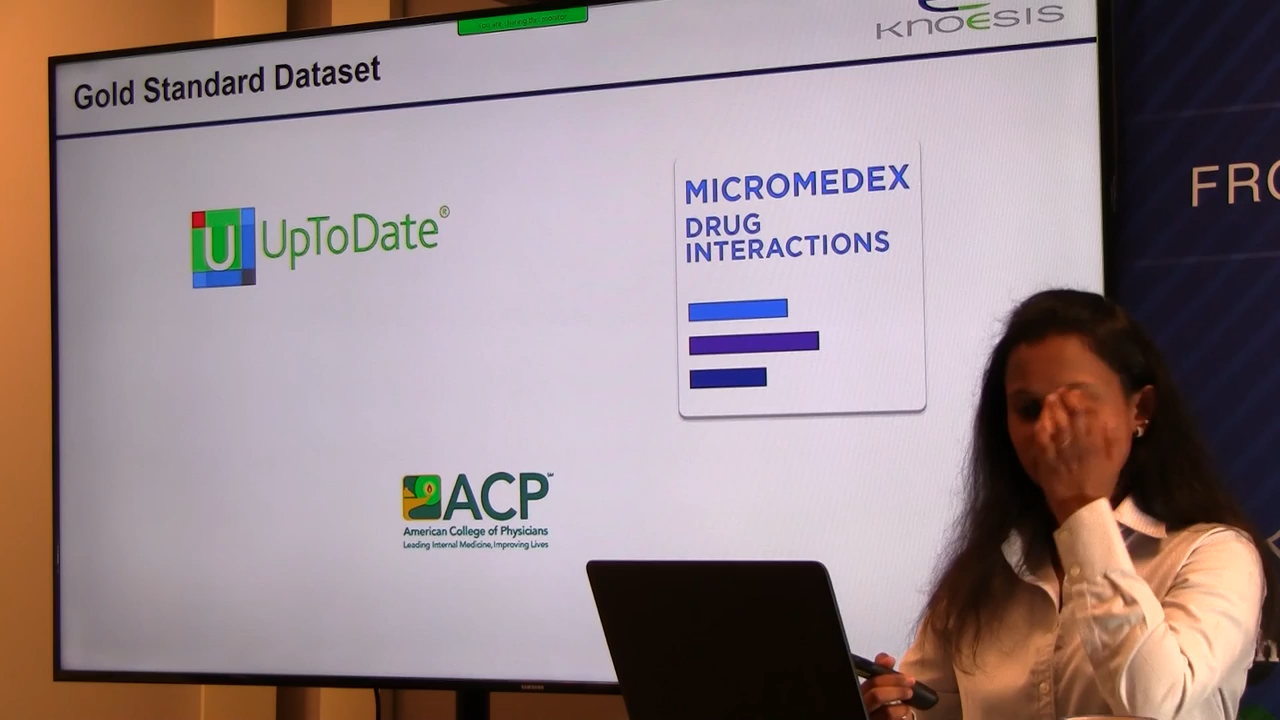 KNOESIS
Gold Standard Dataset
U UpToDate®
MICROMEDEX
DRUG
INTERACTIONS
FRO
ACP
American College of Physicians
Leading Internal Medicine, Improving Lives
SAMSUNG